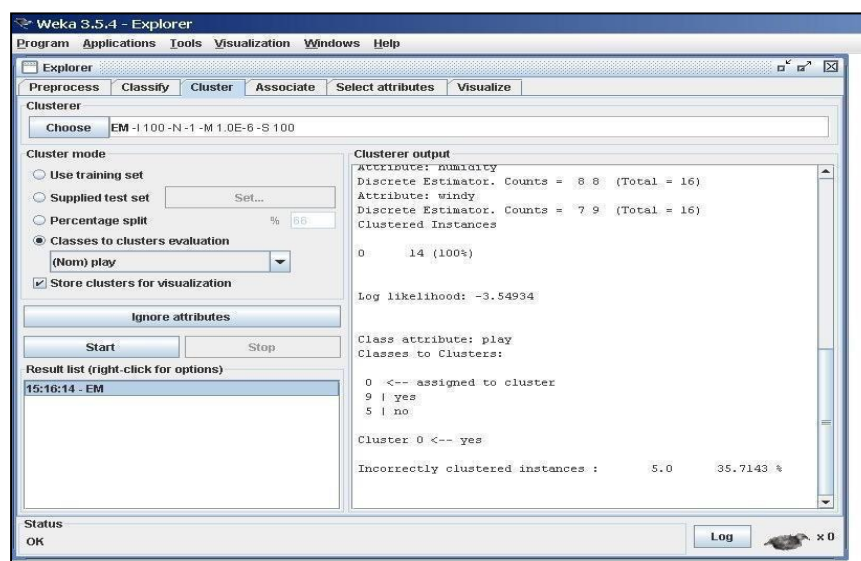 Weka 3.5.4 - Explorer
Program Applications Tools Visualization Windows Help
Explorer
Preprocess Classify Cluster Associate Select attributes Visualize
Clusterer
Choose EM -I 100 -N -1 -M 1.0E-6 -S 100
Cluster mode
Use training set
Supplied test set Set...
Percentage split % 66
Classes to clusters evaluation
(Nom) play
Store clusters for visualization
Ignore attributes
Start Stop
Result list (right-click for options)
15:16:14 - EM
Clusterer output
Attribute: humidity
Discrete Estimator. Counts = 8 8 (Total = 16)
Attribute: windy
Discrete Estimator. Counts = 7 9 (Total = 16)
Clustered Instances
0 14 (100%)
Log likelihood: -3.54934
Class attribute: play
Classes to Clusters:
0 <-- assigned to cluster
9 | yes
5 | no
Cluster 0 <-- yes
Incorrectly clustered instances : 5.0 35.7143 %
Status
OK
Log x 0